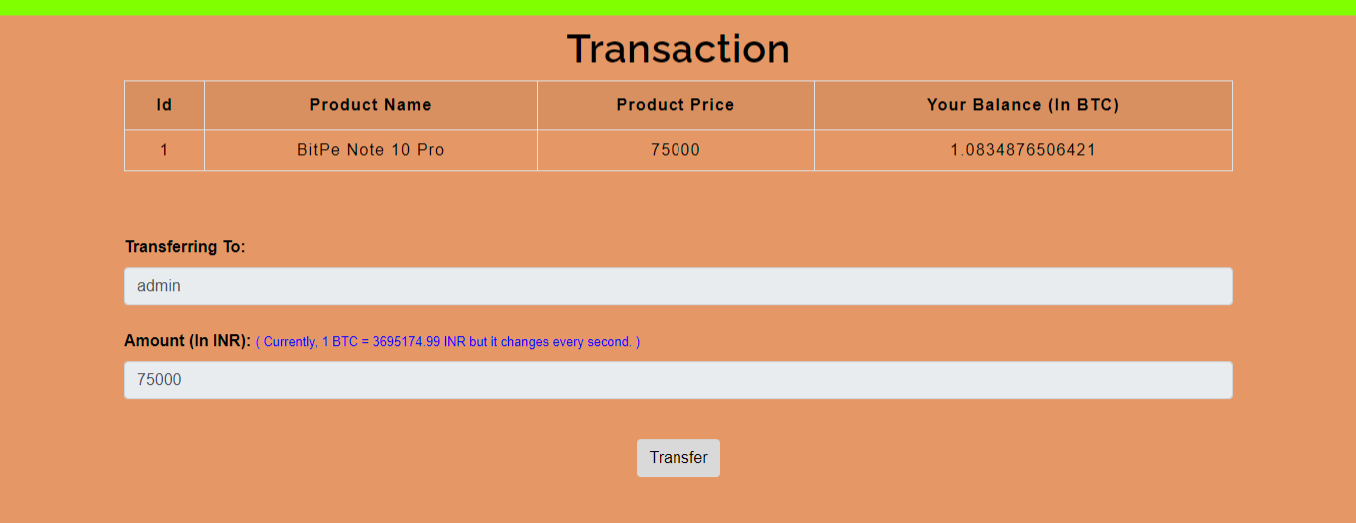 Transaction
Id Product Name Product Price Your Balance (In BTC)
1 BitPe Note 10 Pro 75000 1.0834876506421
Transferring To:
admin
Amount (In INR): ( Currently, 1 BTC = 3695174.99 INR but it changes every second. )
75000
Transfer